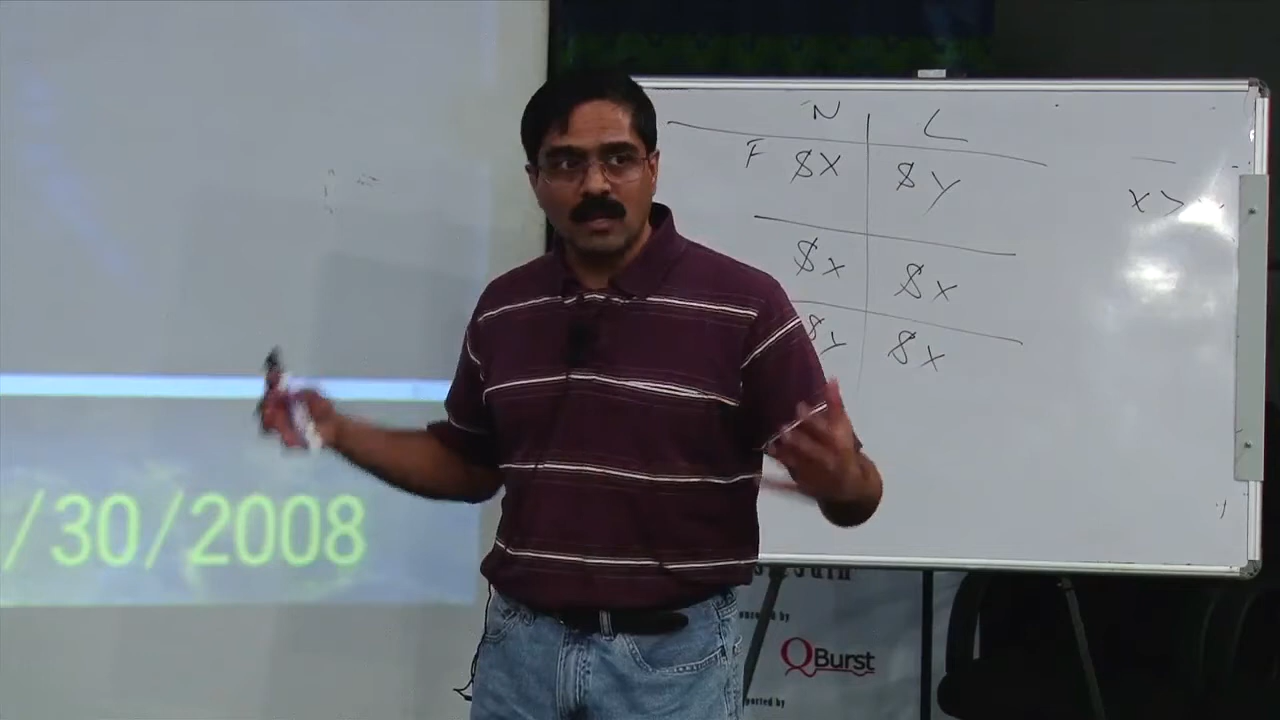 N L
F $X $Y
$X $X
$Y $X
X >
/30/2008
QBurst